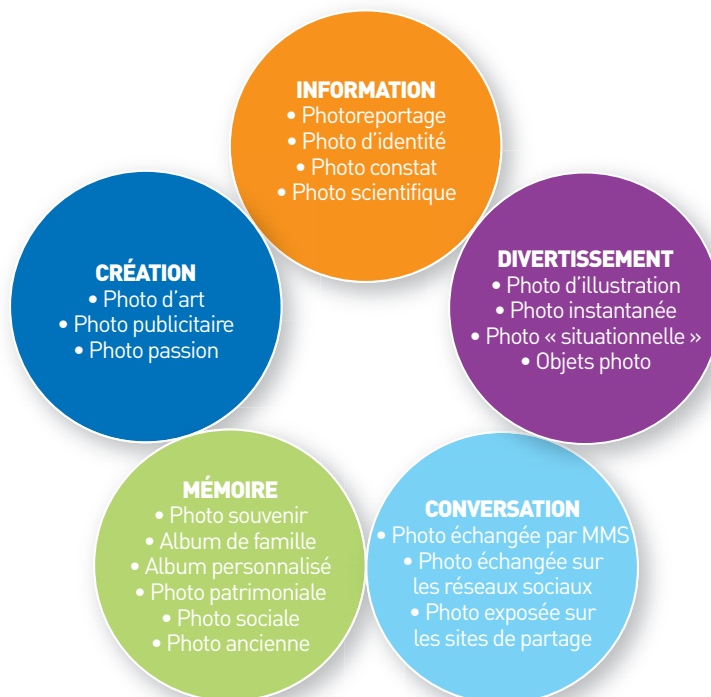 INFORMATION
• Photoreportage
• Photo d'identité
• Photo constat
• Photo scientifique
CRÉATION
• Photo d'art
• Photo publicitaire
• Photo passion
DIVERTISSEMENT
• Photo d'illustration
• Photo instantanée
• Photo « situationnelle »
• Objets photo
MÉMOIRE
• Photo souvenir
• Album de famille
• Album personnalisé
• Photo patrimoniale
• Photo sociale
• Photo ancienne
CONVERSATION
• Photo échangée par MMS
• Photo échangée sur
les réseaux sociaux
• Photo exposée sur
les sites de partage